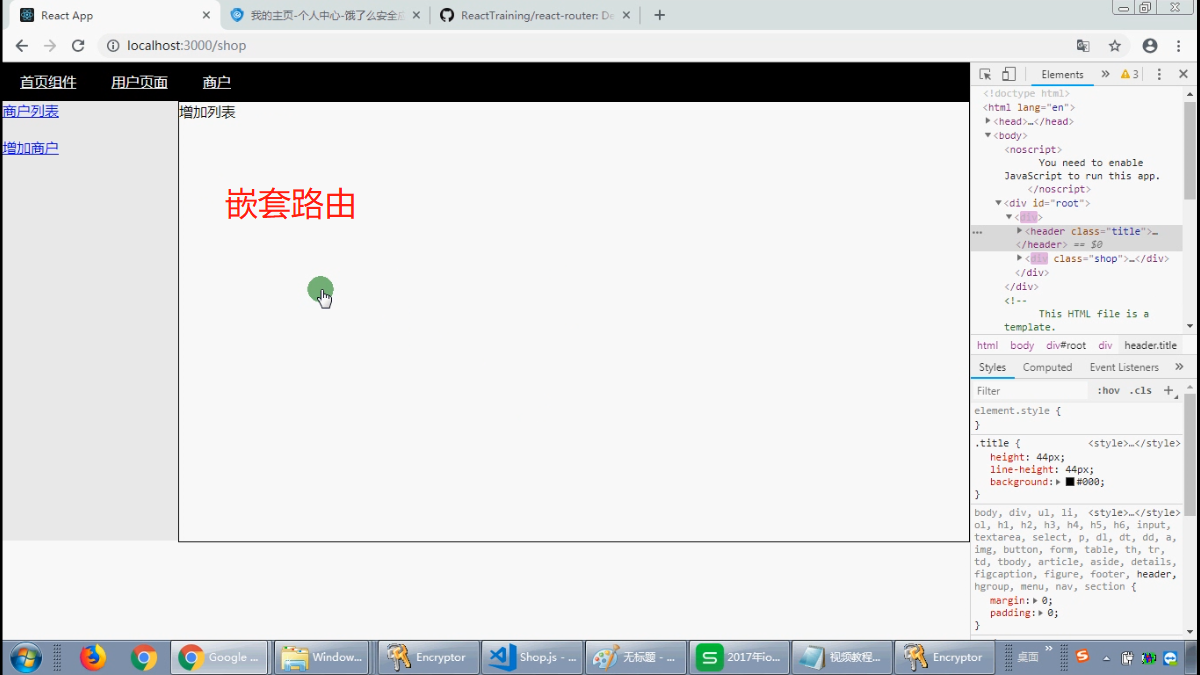 React App
我的主页-个人中心-饿了么安全应
ReactTraining/react-router: De
localhost:3000/shop
首页组件 用户页面 商户
商户列表
增加商户
增加列表
嵌套路由
Elements
3
<!doctype html>
<html lang="en">
<head>…</head>
<body>
<noscript>
You need to enable
JavaScript to run this app.
</noscript>
<div id="root">
<div>
<header class="title">…
</header> == $0
<div class="shop">…</div>
</div>
</div>
<!--
This HTML file is a
template.
html body div#root div header.title
Styles Computed Event Listeners
Filter :hov .cls +
element.style {
}
.title { <style>…</style>
height: 44px;
line-height: 44px;
background: #000;
}
body, div, ul, li, <style>…</style>
ol, h1, h2, h3, h4, h5, h6, input,
textarea, select, p, dl, dt, dd, a,
img, button, form, table, th, tr,
td, tbody, article, aside, details,
figcaption, figure, footer, header,
hgroup, menu, nav, section {
margin: 0;
padding: 0;
}
Google ...
Window...
Encryptor
Shop.js - ...
无标题 - ...
2017年io...
视频教程...
Encryptor
桌面